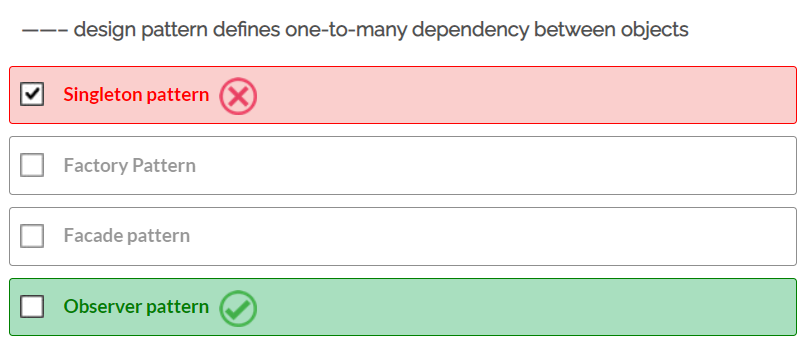 ——– design pattern defines one-to-many dependency between objects
Singleton pattern
Factory Pattern
Facade pattern
Observer pattern